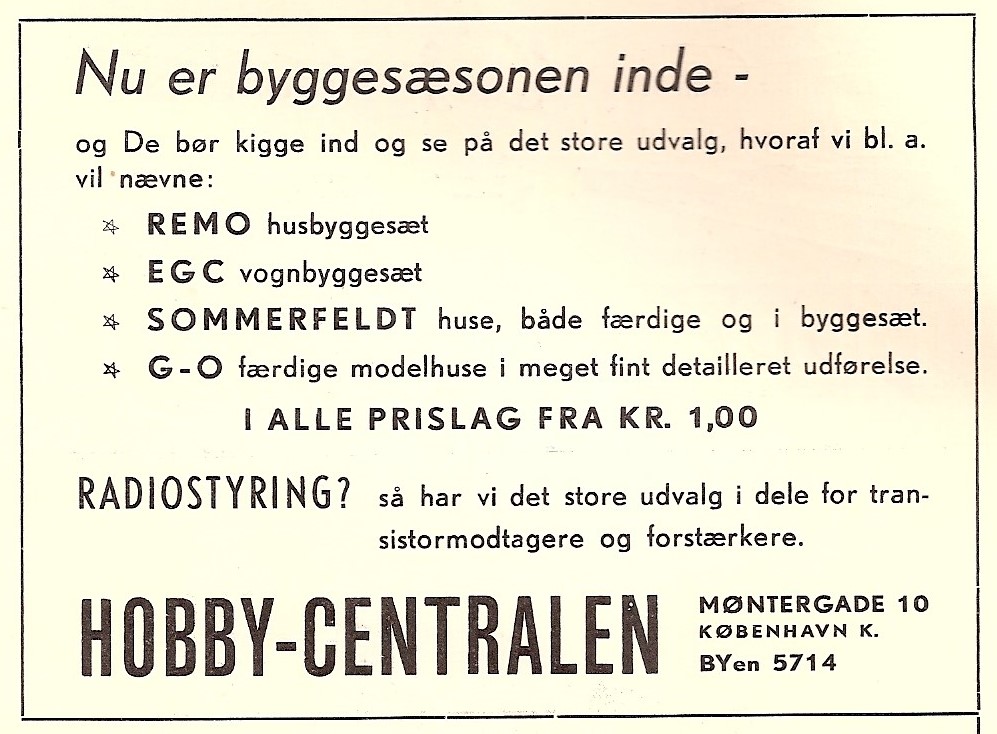 Nu er byggesæsonen inde -
og De bør kigge ind og se på det store udvalg, hvoraf vi bl. a.
vil nævne:
☆ REMO husbyggesæt
☆ EGC vognbyggesæt
☆ SOMMERFELDT huse, både færdige og i byggesæt.
☆ G-O færdige modelhuse i meget fint detailleret udførelse.
I ALLE PRISLAG FRA KR. 1,00
RADIOSTYRING? så har vi det store udvalg i dele for tran-
sistormodtagere og forstærkere.
HOBBY-CENTRALEN
MØNTERGADE 10
KØBENHAVN K.
BYen 5714